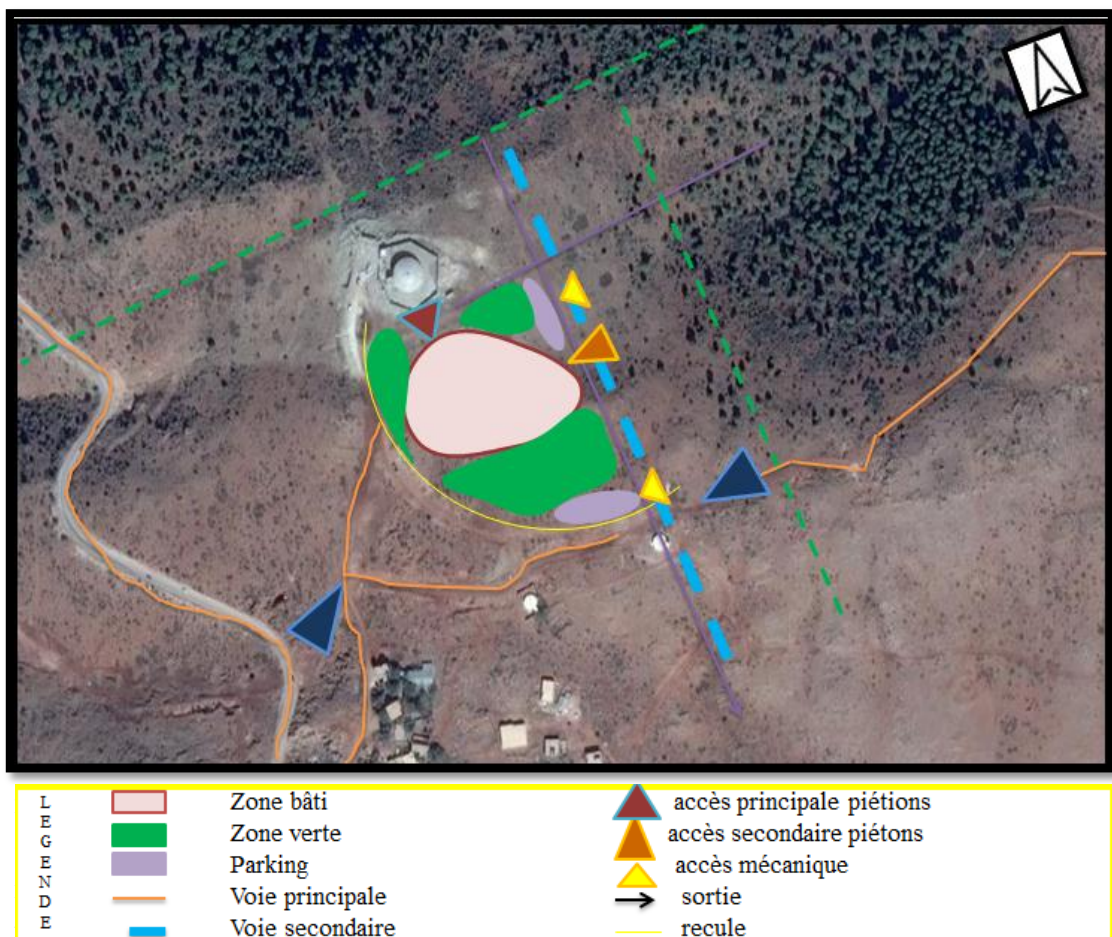 LEGENDE
Zone bâti
Zone verte
Parking
Voie principale
Voie secondaire
accès principale piétions
accès secondaire piétons
accès mécanique
sortie
recule